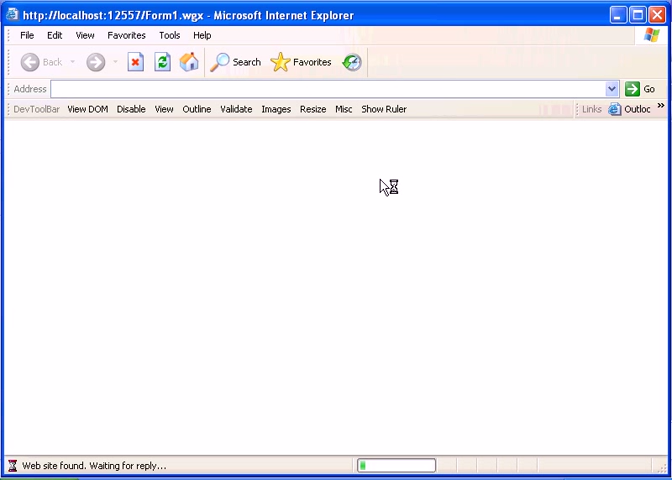 http://localhost:12557/Form1.wgx - Microsoft Internet Explorer
File Edit View Favorites Tools Help
Back Search Favorites
Address Go
DevToolBar View DOM Disable View Outline Validate Images Resize Misc Show Ruler Links Outloc »
Web site found. Waiting for reply...